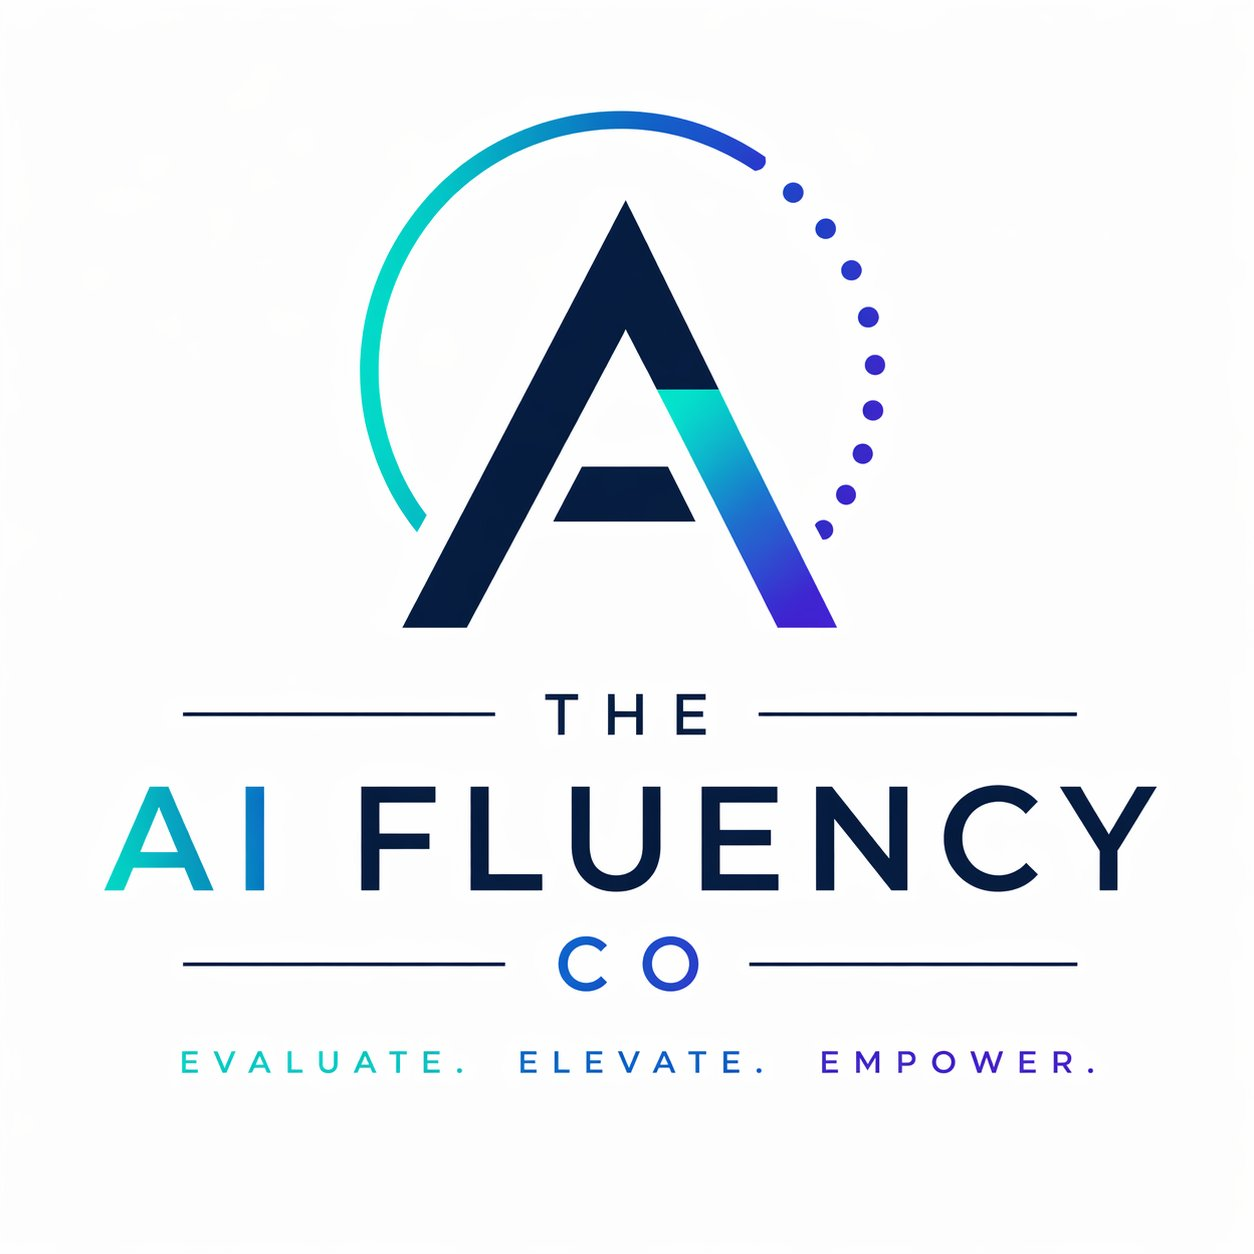 THE
AI FLUENCY
CO
EVALUATE. ELEVATE. EMPOWER.